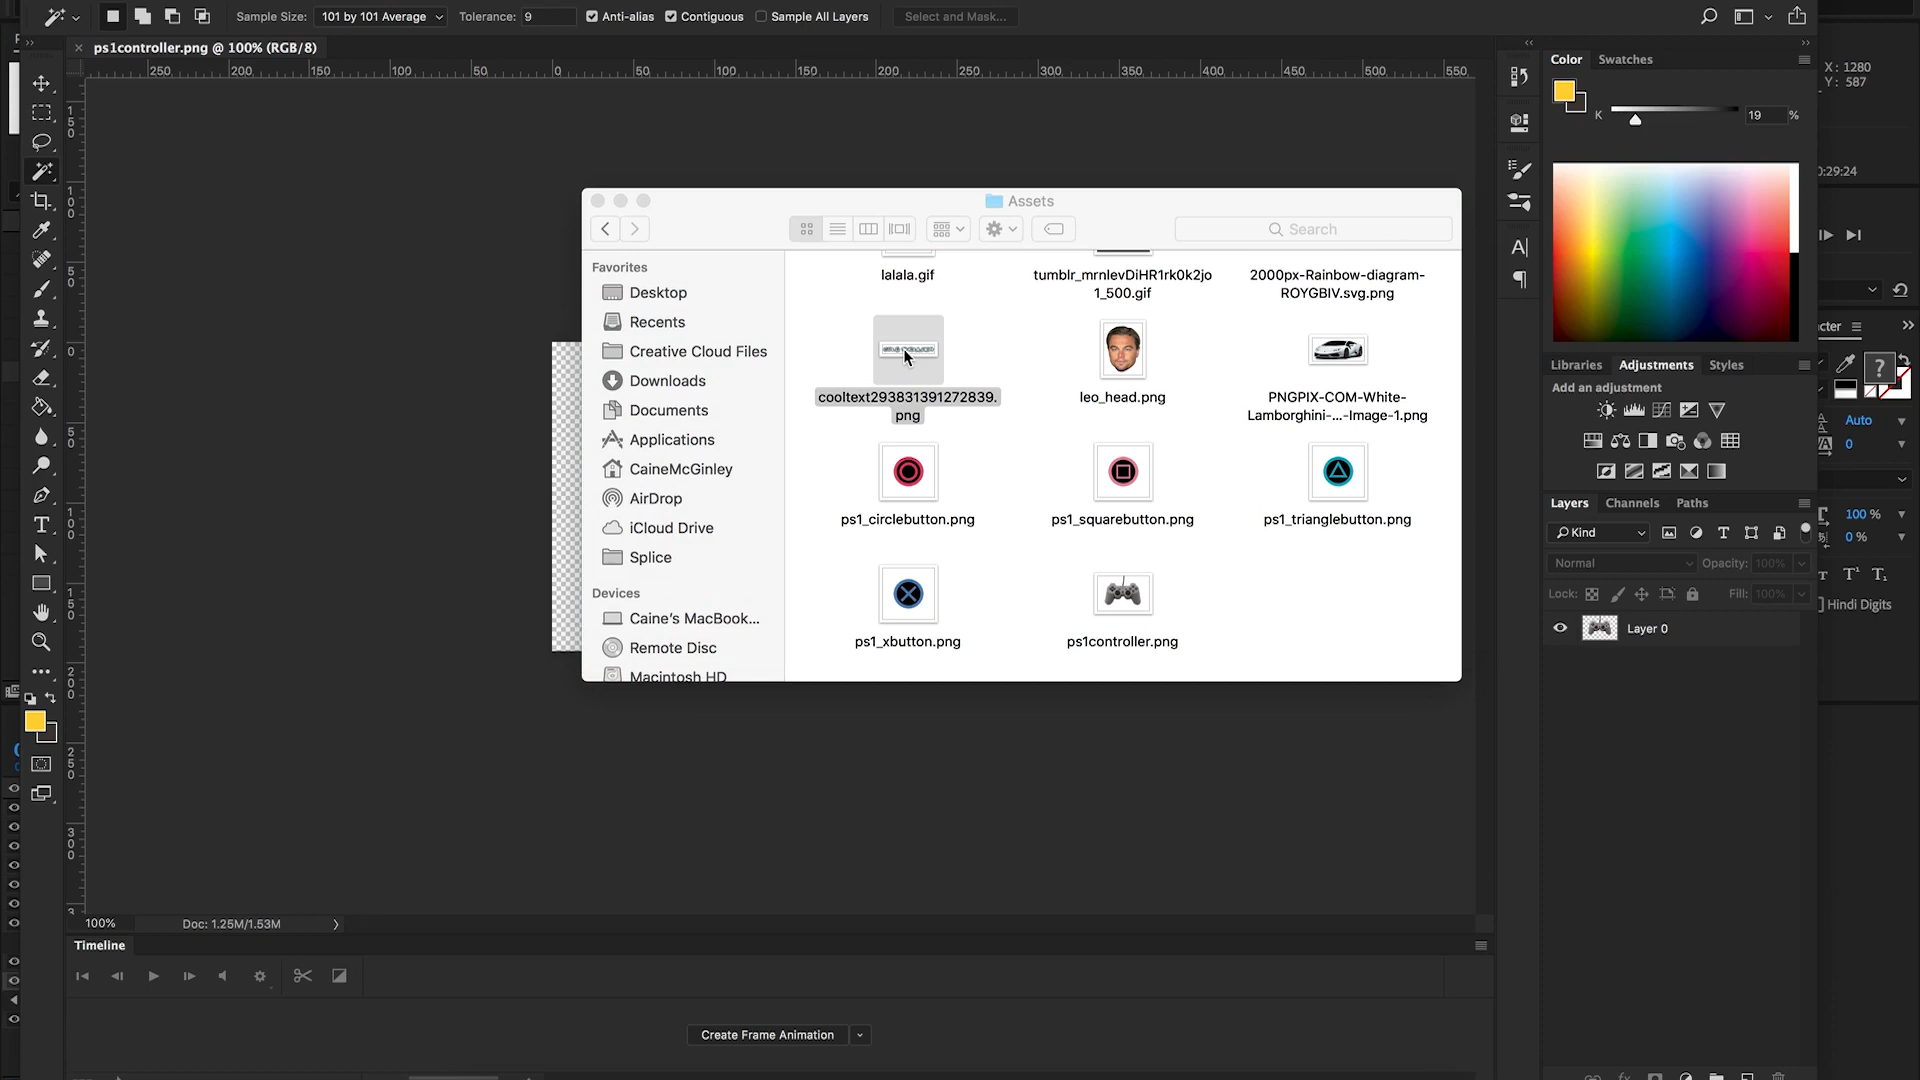 Sample Size: 101 by 101 Average Tolerance: 9 Anti-alias Contiguous Sample All Layers Select and Mask...
ps1controller.png @ 100% (RGB/8)
250 200 150 100 50 0 50 100 150 200 250 300 350 400 450 500 550
Color Swatches
X: 1280
Y: 587
K 19 %
0:29:24
Assets
Search
Favorites
Desktop
Recents
Creative Cloud Files
Downloads
Documents
Applications
CaineMcGinley
AirDrop
iCloud Drive
Splice
Devices
Caine's MacBook...
Remote Disc
Macintosh HD
lalala.gif
tumblr_mrnlevDiHR1rk0k2jo
1_500.gif
2000px-Rainbow-diagram-
ROYGBIV.svg.png
cooltext293831391272839.
png
leo_head.png
PNGPIX-COM-White-
Lamborghini-...-Image-1.png
ps1_circlebutton.png
ps1_squarebutton.png
ps1_trianglebutton.png
ps1_xbutton.png
ps1controller.png
Libraries Adjustments Styles
Add an adjustment
Auto
0
Layers Channels Paths
Kind
100 %
0 %
Normal Opacity: 100%
Lock: Fill: 100%
Hindi Digits
Layer 0
100% Doc: 1.25M/1.53M
Timeline
Create Frame Animation